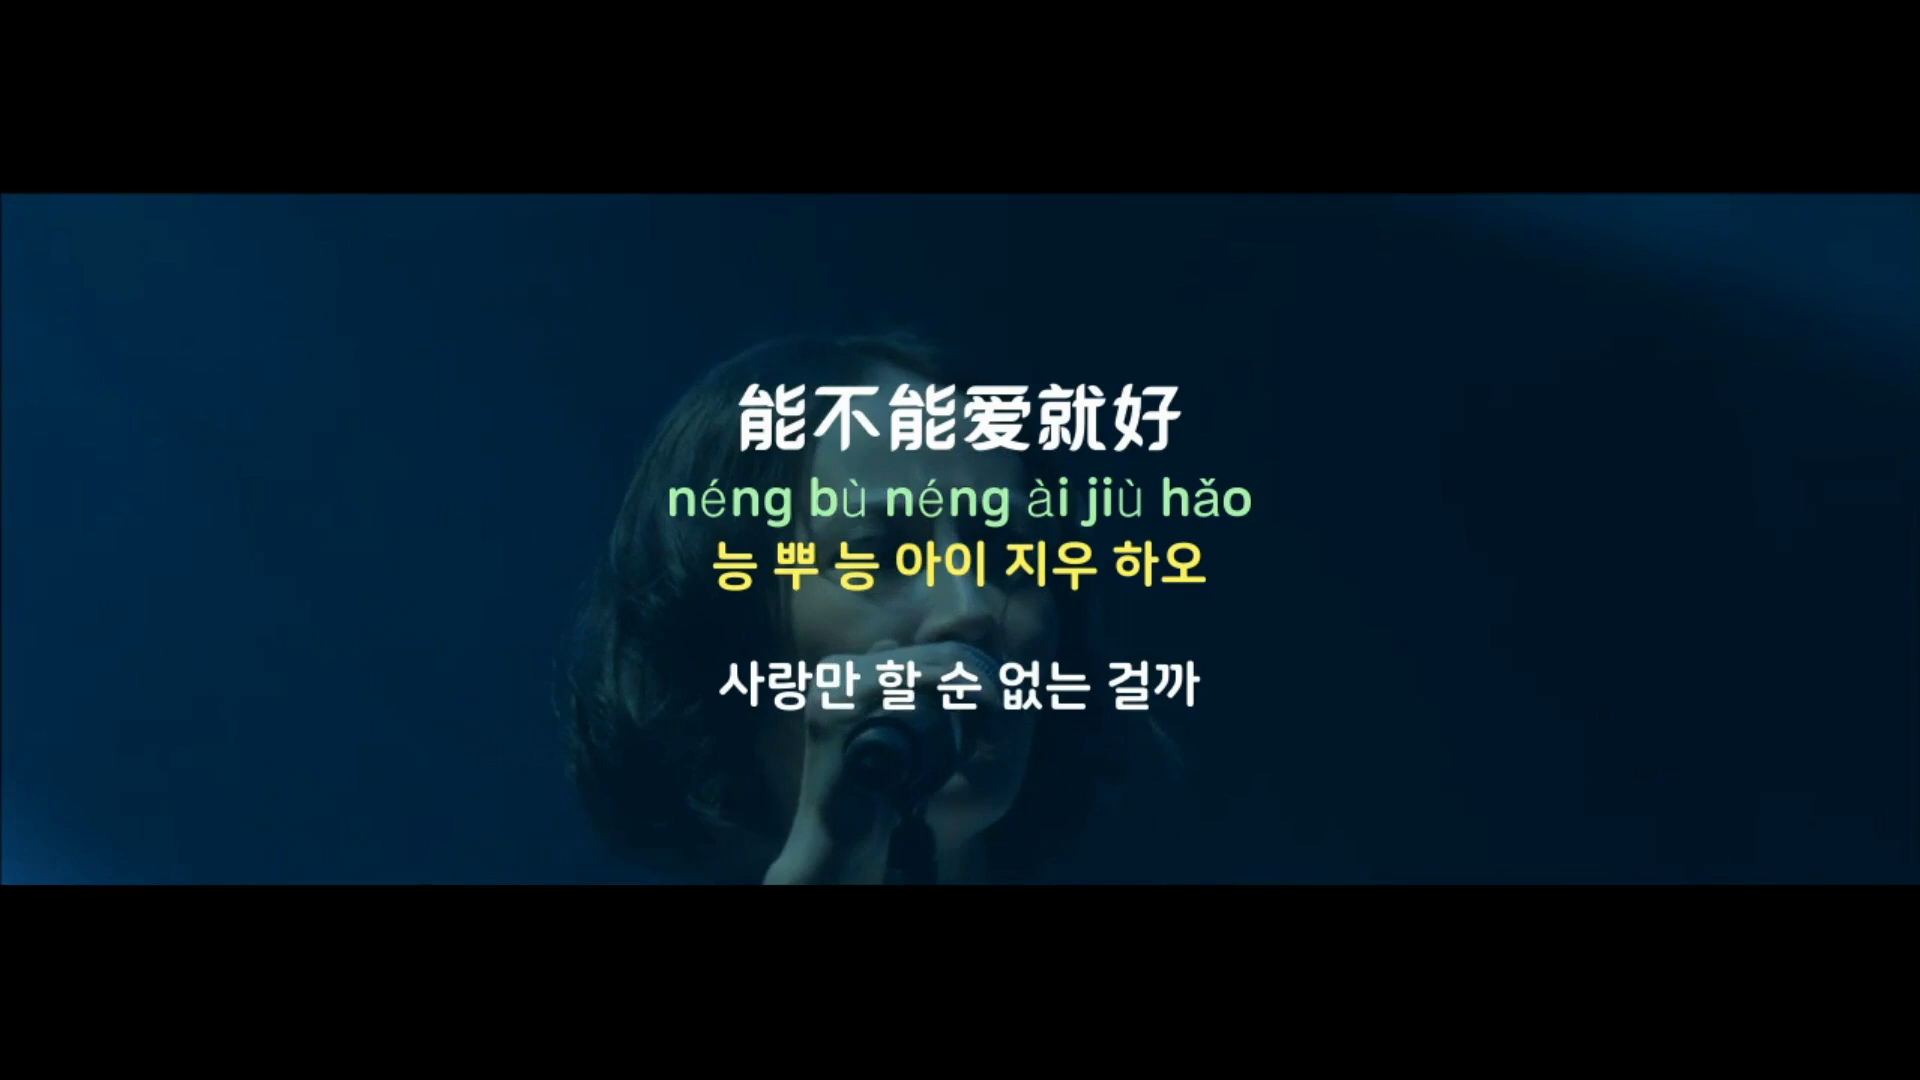 能不能爱就好
néng bù néng ài jiù hǎo
능 뿌 능 아이 지우 하오
사랑만 할 순 없는 걸까